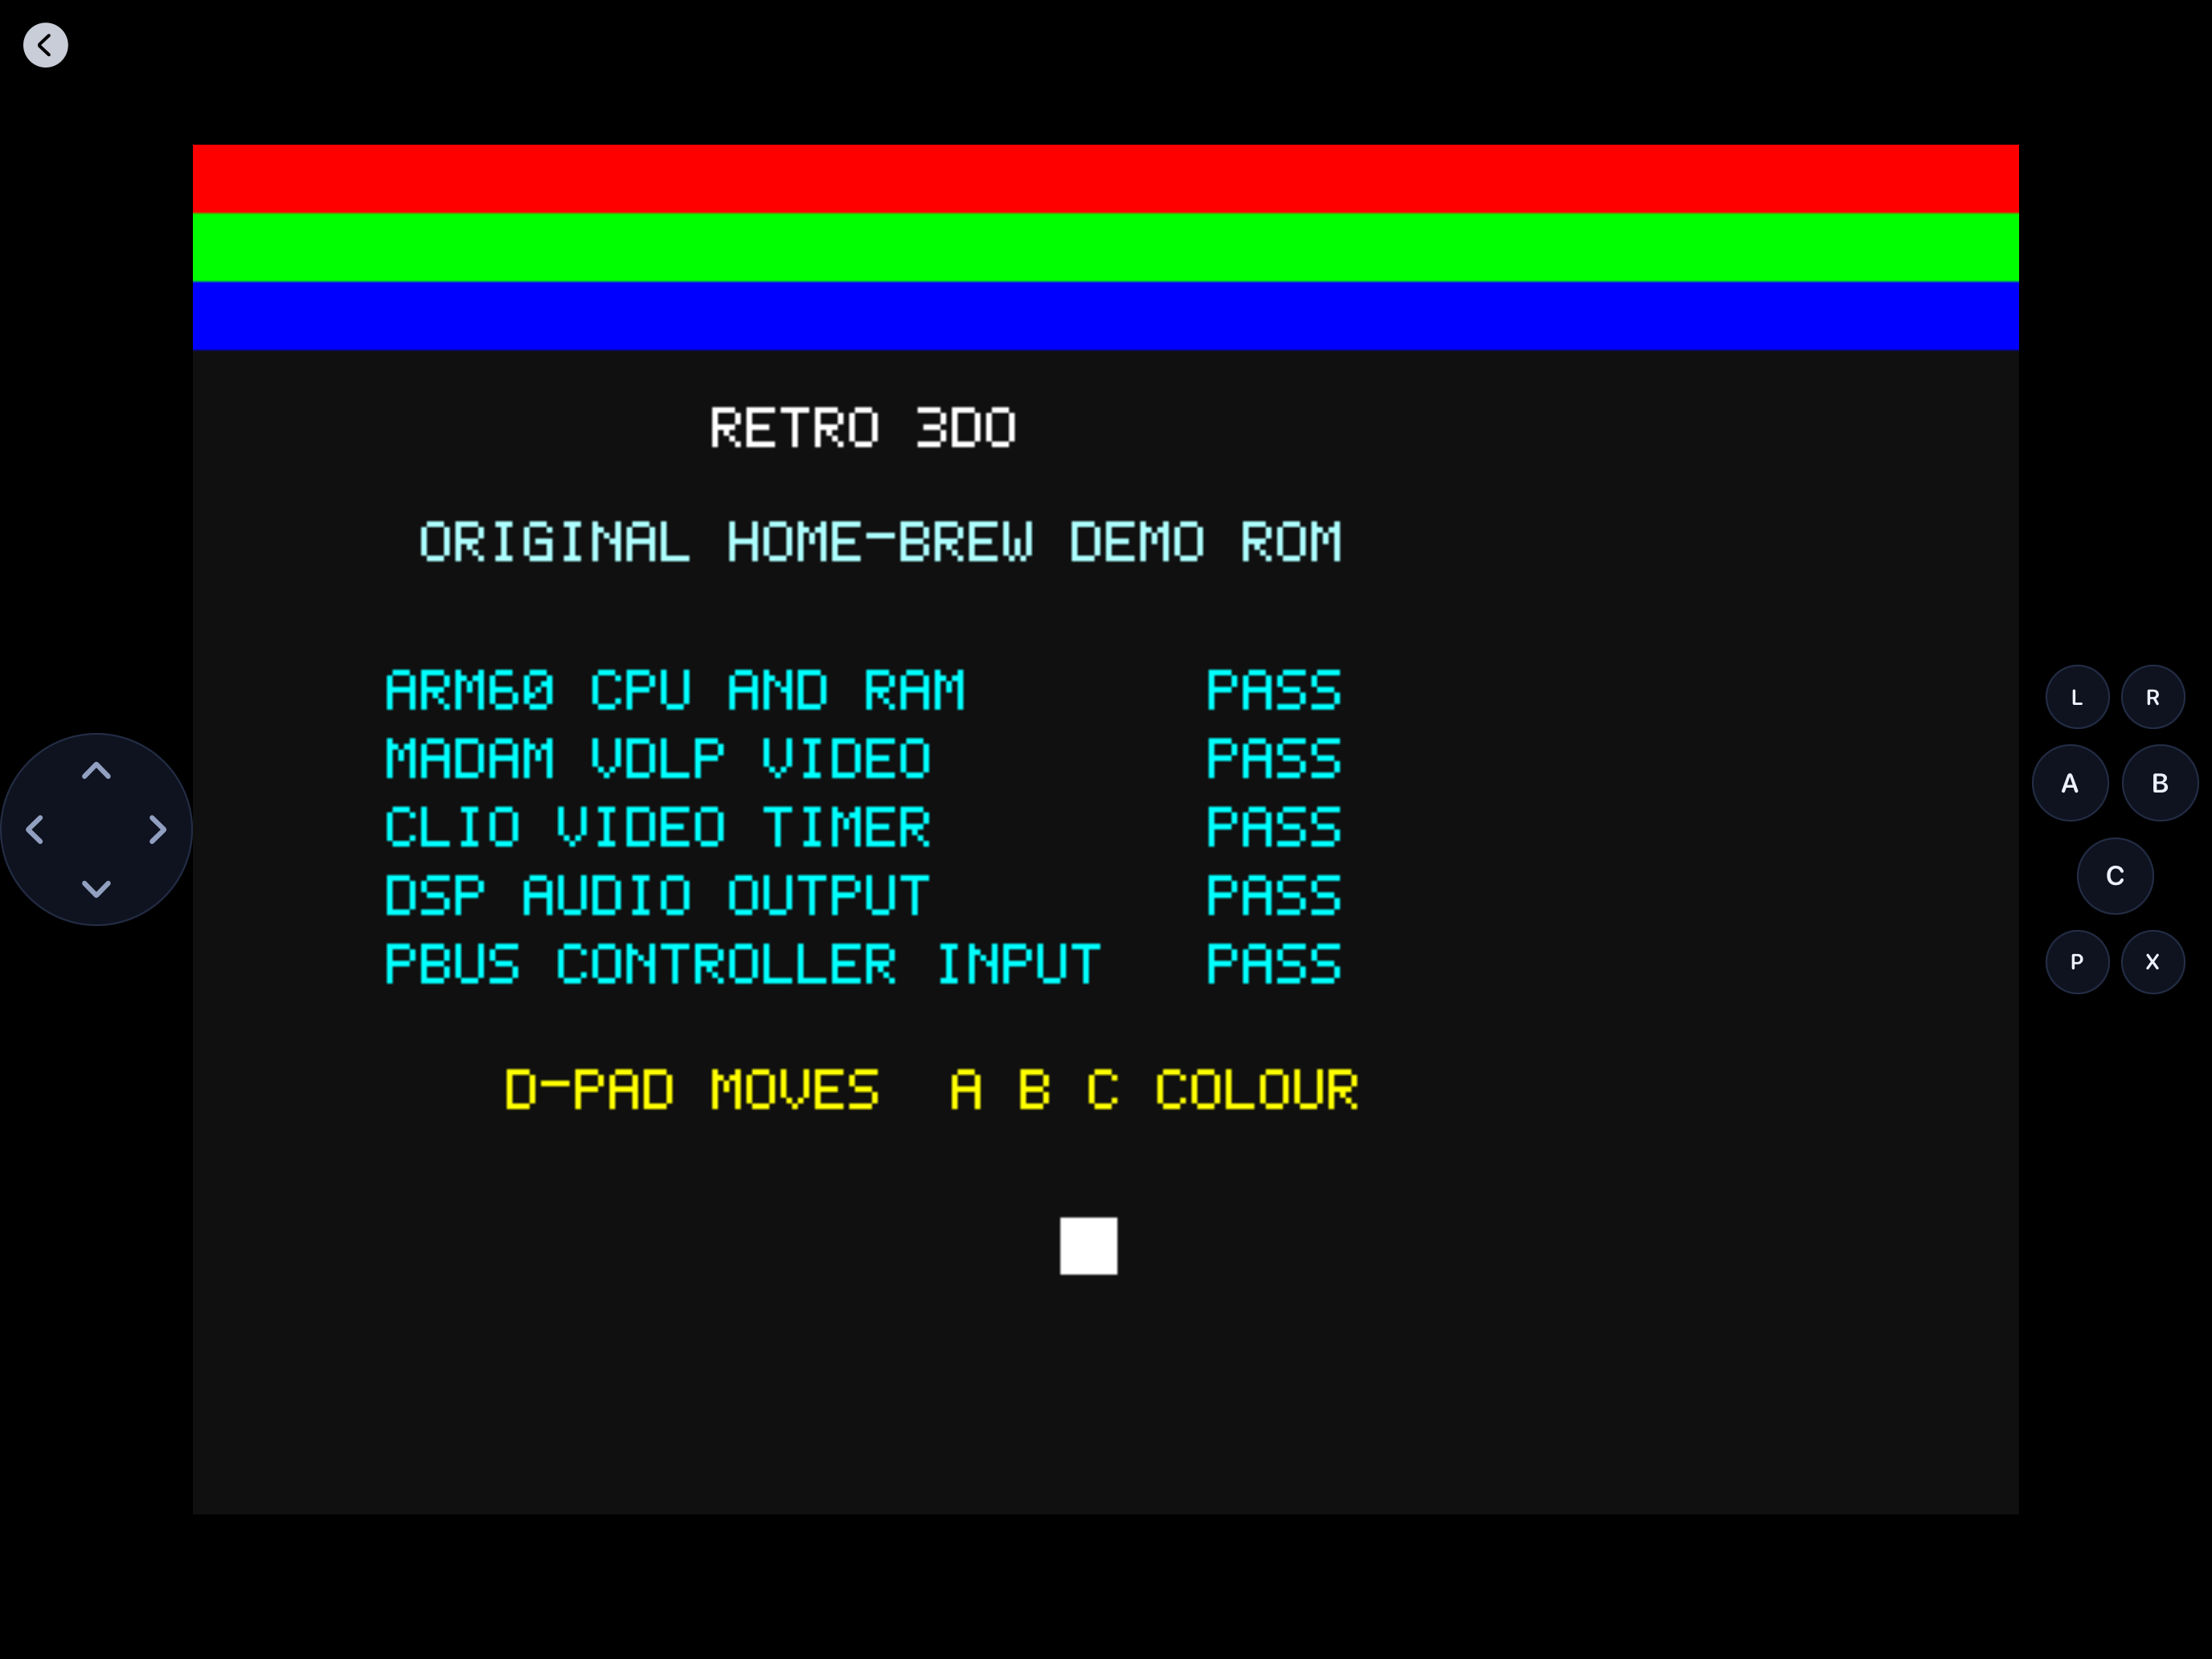 RETRO 3DO
ORIGINAL HOME-BREW DEMO ROM
ARM60 CPU AND RAM PASS
MADAM VDLP VIDEO PASS
CLIO VIDEO TIMER PASS
DSP AUDIO OUTPUT PASS
PBUS CONTROLLER INPUT PASS
D-PAD MOVES A B C COLOUR
L R
A B
C
P X